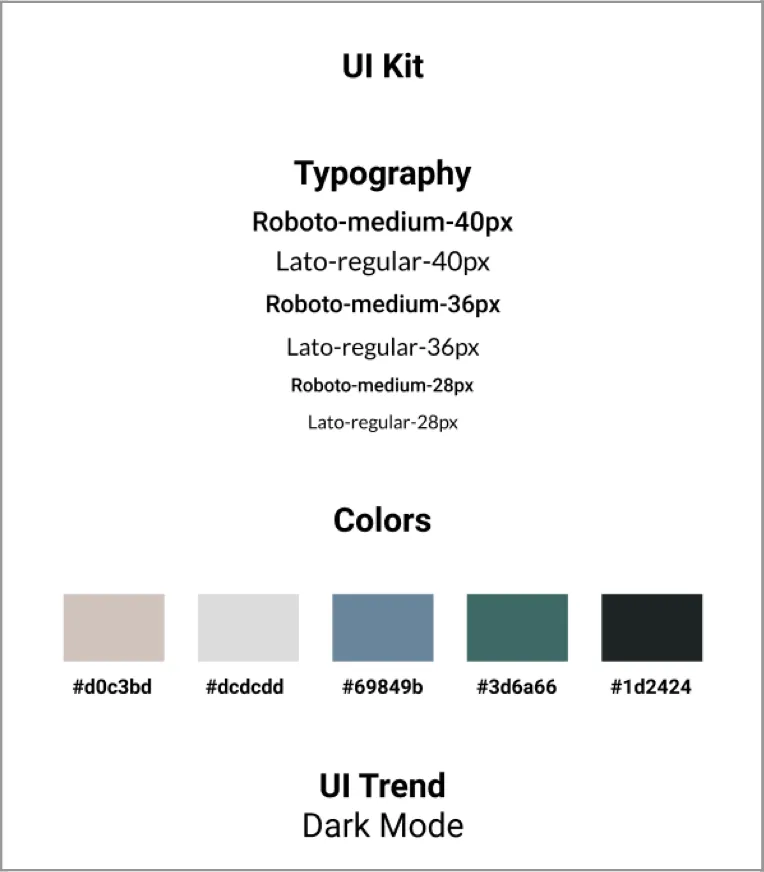 UI Kit
Typography
Roboto-medium-40px
Lato-regular-40px
Roboto-medium-36px
Lato-regular-36px
Roboto-medium-28px
Lato-regular-28px
Colors
#d0c3bd #dcdcdd #69849b #3d6a66 #1d2424
UI Trend
Dark Mode